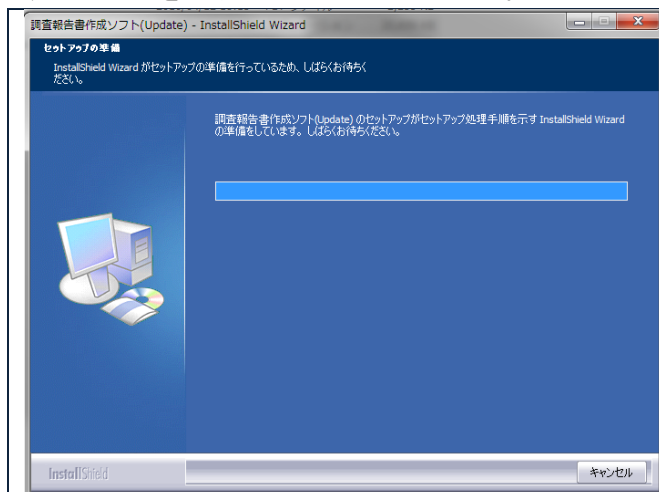 調査報告書作成ソフト(Update) - InstallShield Wizard
セットアップの準備
InstallShield Wizard がセットアップの準備を行っているため、しばらくお待ちく
ださい。
調査報告書作成ソフト(Update) のセットアップがセットアップ処理手順を示す InstallShield Wizard
の準備をしています。しばらくお待ちください。
InstallShield
キャンセル